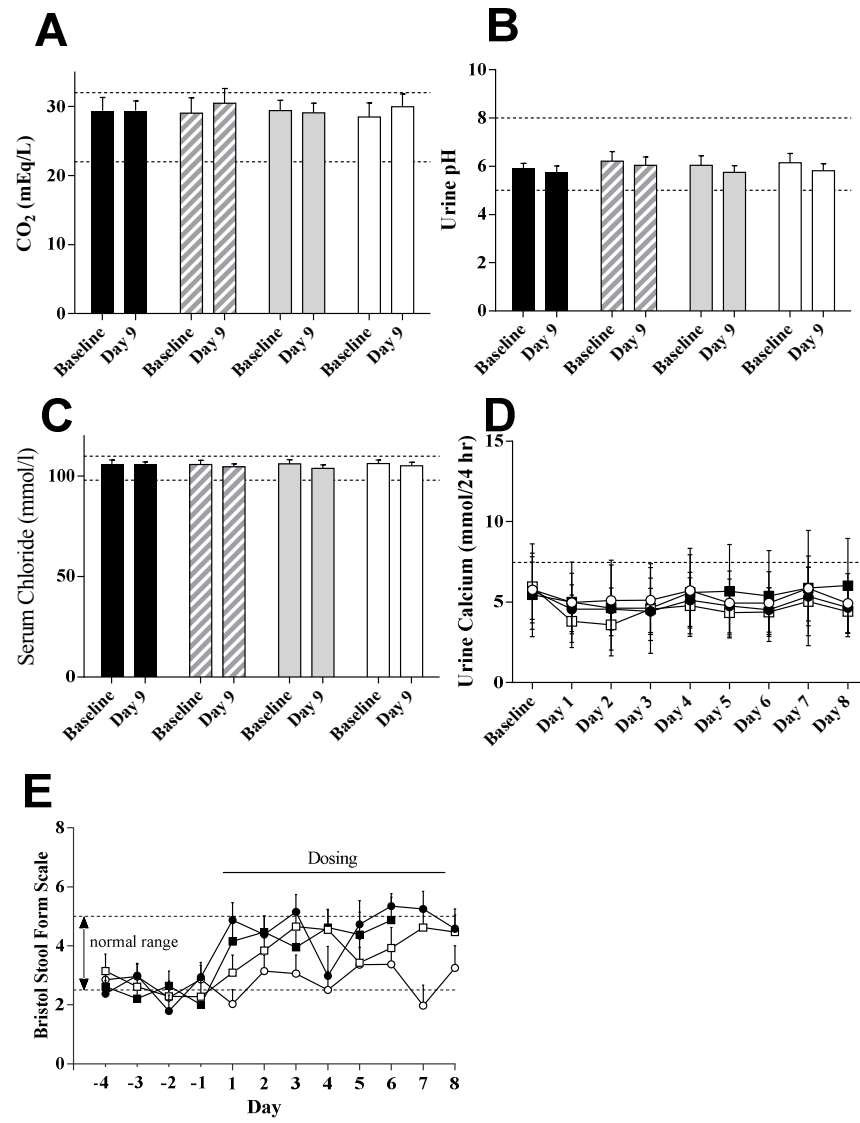 A
CO2 (mEq/L)
30
20
10
0
Baseline Day 9 Baseline Day 9 Baseline Day 9 Baseline Day 9
B
Urine pH
10
8
6
4
2
0
Baseline Day 9 Baseline Day 9 Baseline Day 9 Baseline Day 9
C
Serum Chloride (mmol/l)
100
50
0
Baseline Day 9 Baseline Day 9 Baseline Day 9 Baseline Day 9
D
Urine Calcium (mmol/24 hr)
15
10
5
0
Baseline Day 1 Day 2 Day 3 Day 4 Day 5 Day 6 Day 7 Day 8
E
Bristol Stool Form Scale
8
6
4
2
0
Dosing
normal range
-4 -3 -2 -1 1 2 3 4 5 6 7 8
Day